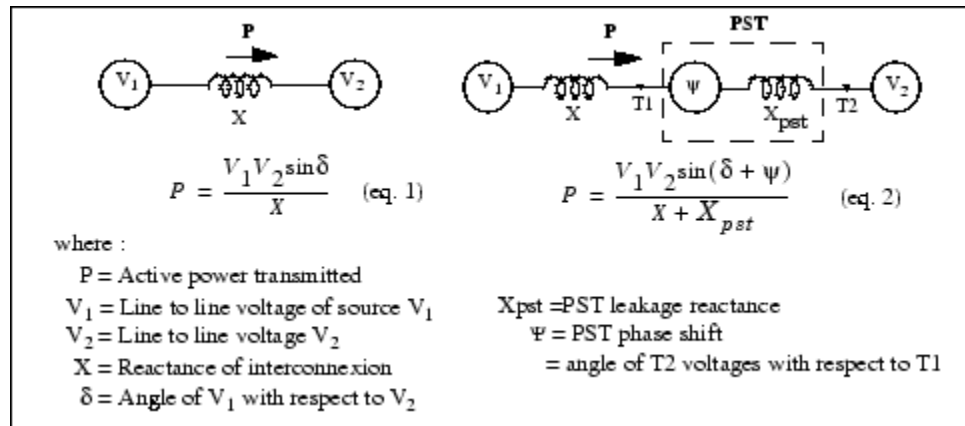 P
V1 X V2
P = V1V2sinδ / X (eq. 1)
P PST
V1 X T1 Ψ Xpst T2 V2
P = V1V2sin(δ + ψ) / X + Xpst (eq. 2)
where :
P = Active power transmitted
V1 = Line to line voltage of source V1
V2 = Line to line voltage V2
X = Reactance of interconnexion
δ = Angle of V1 with respect to V2
Xpst =PST leakage reactance
Ψ = PST phase shift
= angle of T2 voltages with respect to T1